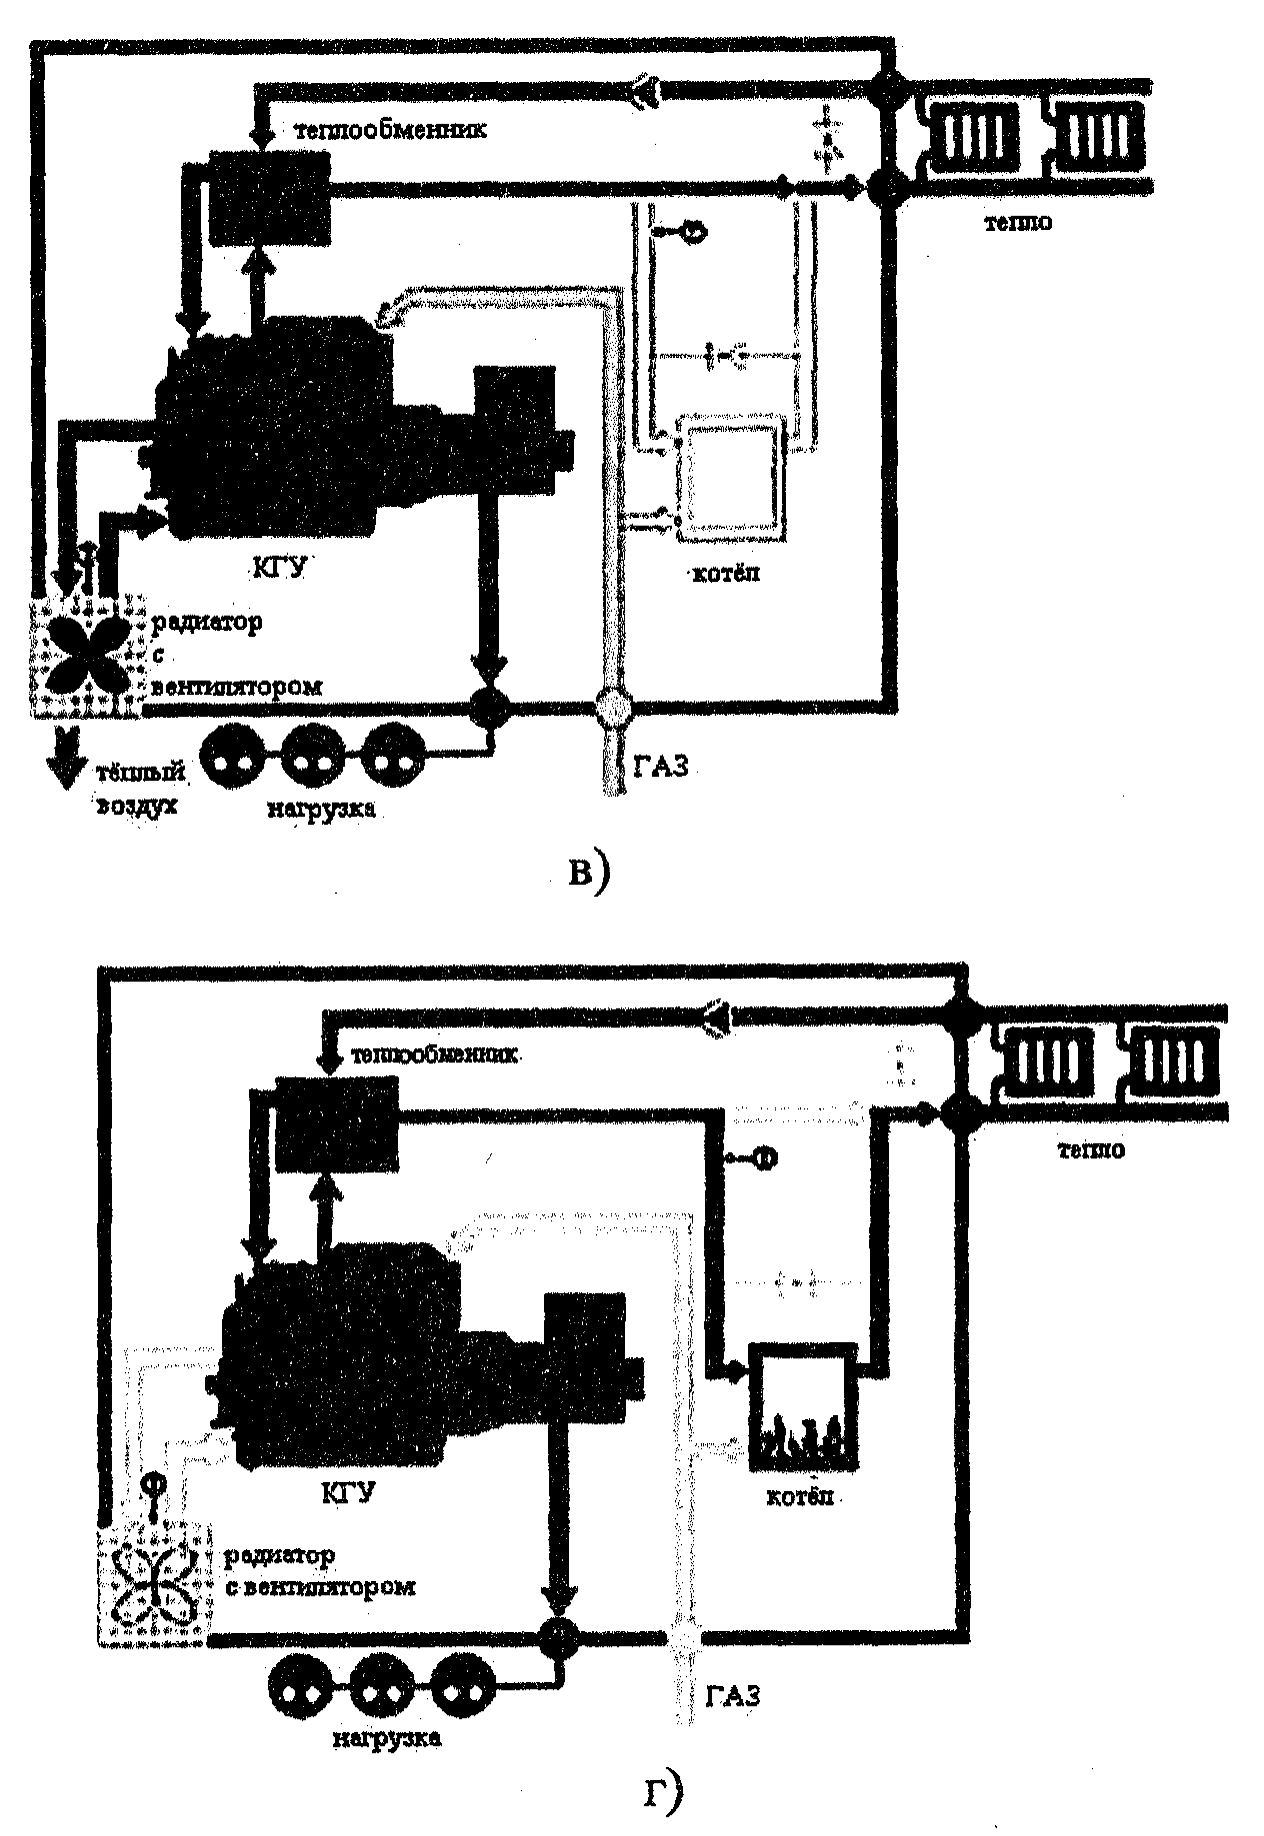 теплообменник
тепло
КГУ
котёл
радиатор
с
вентилятором
ГАЗ
тёплый
воздух
нагрузка
в)
теплообменник
тепло
КГУ
котёл
радиатор
с вентилятором
ГАЗ
нагрузка
г)